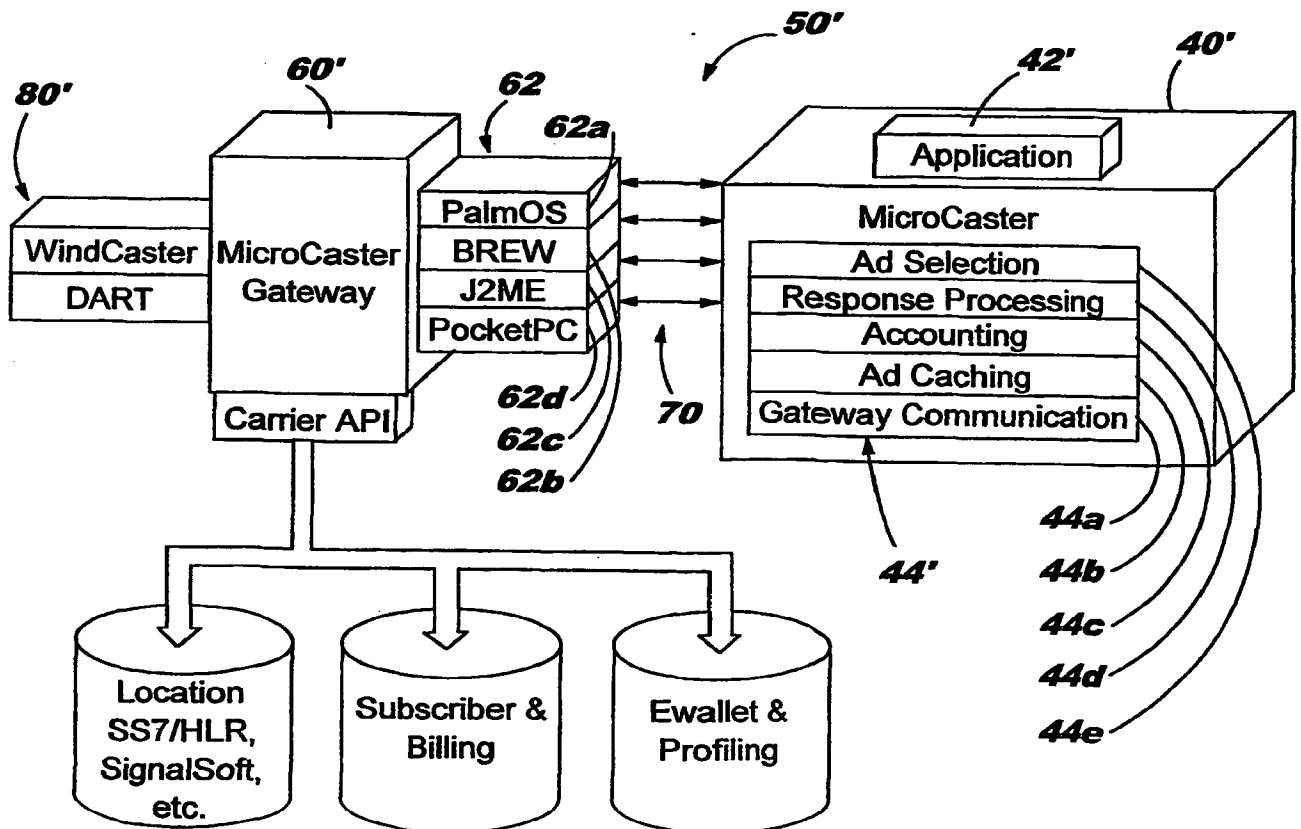 50'
60'
62
42'
40'
80'
62a
Application
PalmOS
MicroCaster
WindCaster
MicroCaster
Gateway
BREW
Ad Selection
DART
J2ME
Response Processing
PocketPC
Accounting
Ad Caching
Carrier API
62d
70
Gateway Communication
62c
62b
44'
44a
44b
44c
44d
44e
Location
SS7/HLR,
SignalSoft,
etc.
Subscriber &
Billing
Ewallet &
Profiling